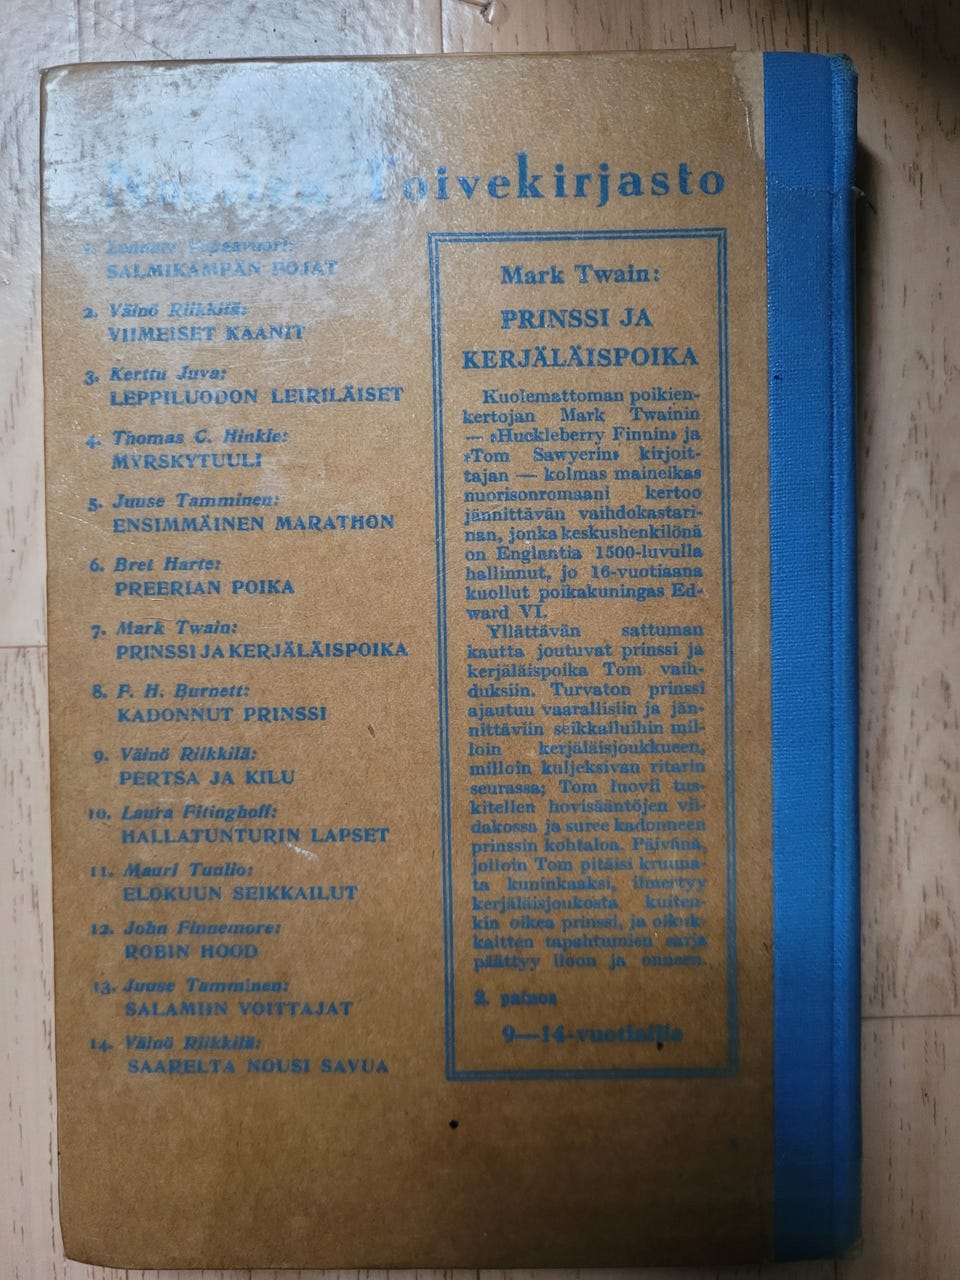 Nuorten Toivekirjasto
1. Lennart Vapaavuori:
SALMIKÄMPÄN POJAT
2. Väinö Riikkilä:
VIIMEISET KAANIT
3. Kerttu Juva:
LEPPILUODON LEIRILÄISET
4. Thomas C. Hinkle:
MYRSKYTUULI
5. Juuse Tamminen:
ENSIMMÄINEN MARATHON
6. Bret Harte:
PREERIAN POIKA
7. Mark Twain:
PRINSSI JA KERJÄLÄISPOIKA
8. F. H. Burnett:
KADONNUT PRINSSI
9. Väinö Riikkilä:
PERTSA JA KILU
10. Laura Fitinghoff:
HALLATUNTURIN LAPSET
11. Mauri Tuulio:
ELOKUUN SEIKKAILUT
12. John Finnemore:
ROBIN HOOD
13. Juuse Tamminen:
SALAMIIN VOITTAJAT
14. Väinö Riikkilä:
SAARELTA NOUSI SAVUA
Mark Twain:
PRINSSI JA
KERJÄLÄISPOIKA
Kuolemattoman poikien-
kertojan Mark Twainin
— »Huckleberry Finnin» ja
»Tom Sawyerin» kirjoit-
tajan — kolmas maineikas
nuorisonromaani kertoo
jännittävän vaihdokastari-
nan, jonka keskushenkilönä
on Englantia 1500-luvulla
hallinnut, jo 16-vuotiaana
kuollut poikakuningas Ed-
ward VI.
Yllättävän sattuman
kautta joutuvat prinssi ja
kerjäläispoika Tom vaih-
duksiin. Turvaton prinssi
ajautuu vaarallisiin ja jän-
nittäviin seikkailuihin mil-
loin kerjäläisjoukkueen,
milloin kuljeksivan ritarin
seurassa; Tom luovii tus-
kitellen hovisääntöjen vii-
dakossa ja suree kadonneen
prinssin kohtaloa. Päivänä,
jolloin Tom pitäisi kruuna-
ta kuninkaaksi, ilmertyy
kerjäläisjoukosta kuiten-
kin oikea prinssi, ja oikuk-
kaitten tapahtumien sarja
päättyy iloon ja onneen.
2. painos
9—14-vuotiaille